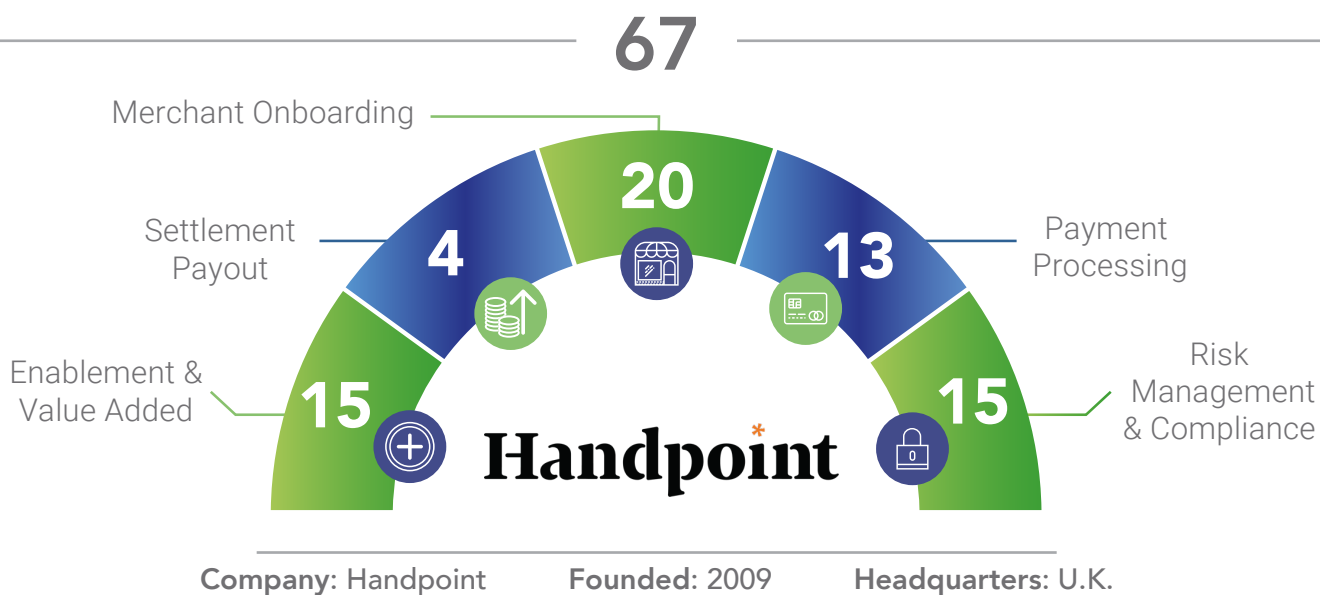 67
Merchant Onboarding
20
Settlement
Payout
4
13
Payment
Processing
Enablement &
Value Added
15
15
Risk
Management
& Compliance
Handpoint
Company: Handpoint Founded: 2009 Headquarters: U.K.